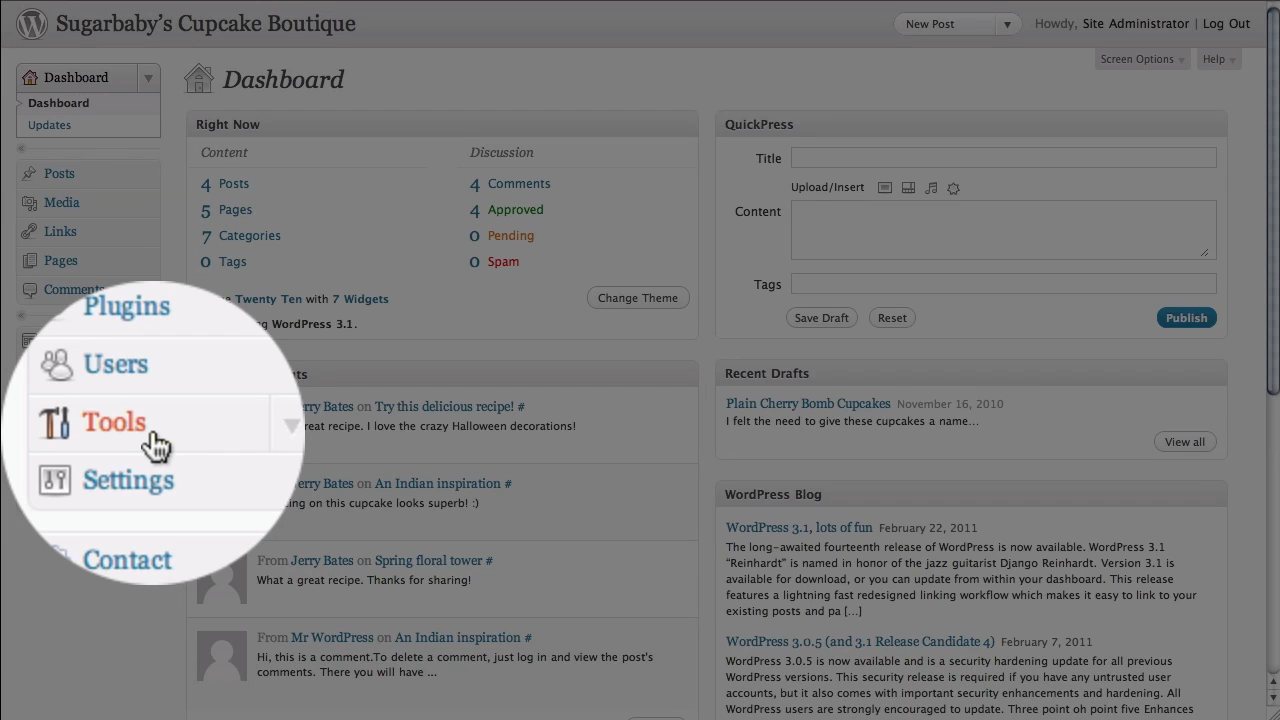 Sugarbaby's Cupcake Boutique
New Post
Howdy, Site Administrator | Log Out
Screen Options
Help
Dashboard
Dashboard
Updates
Posts
Media
Links
Pages
Comments
Plugins
Users
Tools
Settings
Contact
Dashboard
Right Now
Content
4 Posts
5 Pages
7 Categories
0 Tags
Discussion
4 Comments
4 Approved
0 Pending
0 Spam
Twenty Ten with 7 Widgets
Change Theme
WordPress 3.1.
Bates on Try this delicious recipe! #
recipe. I love the crazy Halloween decorations!
Bates on An Indian inspiration #
on this cupcake looks superb! :)
From Jerry Bates on Spring floral tower #
What a great recipe. Thanks for sharing!
From Mr WordPress on An Indian inspiration #
Hi, this is a comment.To delete a comment, just log in and view the post's
comments. There you will have ...
QuickPress
Title
Upload/Insert
Content
Tags
Save Draft
Reset
Publish
Recent Drafts
Plain Cherry Bomb Cupcakes November 16, 2010
I felt the need to give these cupcakes a name…
View all
WordPress Blog
WordPress 3.1, lots of fun February 22, 2011
The long-awaited fourteenth release of WordPress is now available. WordPress 3.1
“Reinhardt” is named in honor of the jazz guitarist Django Reinhardt. Version 3.1 is
available for download, or you can update from within your dashboard. This release
features a lightning fast redesigned linking workflow which makes it easy to link to your
existing posts and pa […]
WordPress 3.0.5 (and 3.1 Release Candidate 4) February 7, 2011
WordPress 3.0.5 is now available and is a security hardening update for all previous
WordPress versions. This security release is required if you have any untrusted user
accounts, but it also comes with important security enhancements and hardening. All
WordPress users are strongly encouraged to update. Three point oh point five Enhances